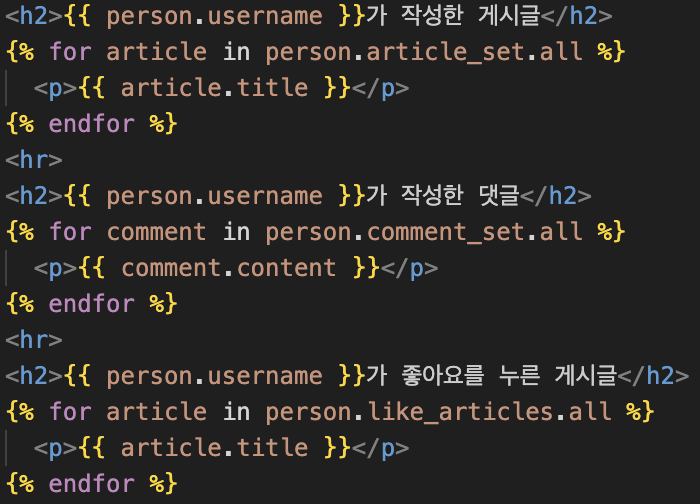 <h2>{{ person.username }}가 작성한 게시글</h2>
{% for article in person.article_set.all %}
  <p>{{ article.title }}</p>
{% endfor %}
<hr>
<h2>{{ person.username }}가 작성한 댓글</h2>
{% for comment in person.comment_set.all %}
  <p>{{ comment.content }}</p>
{% endfor %}
<hr>
<h2>{{ person.username }}가 좋아요를 누른 게시글</h2>
{% for article in person.like_articles.all %}
  <p>{{ article.title }}</p>
{% endfor %}